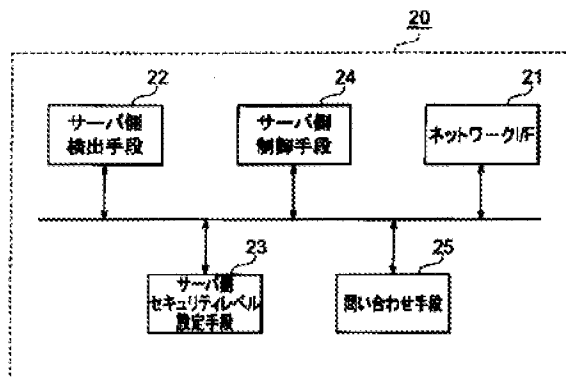 20
22
24
21
サーバ側
検出手段
サーバ側
制御手段
ネットワークI/F
23
25
サーバ側
セキュリティレベル
設定手段
問い合わせ手段